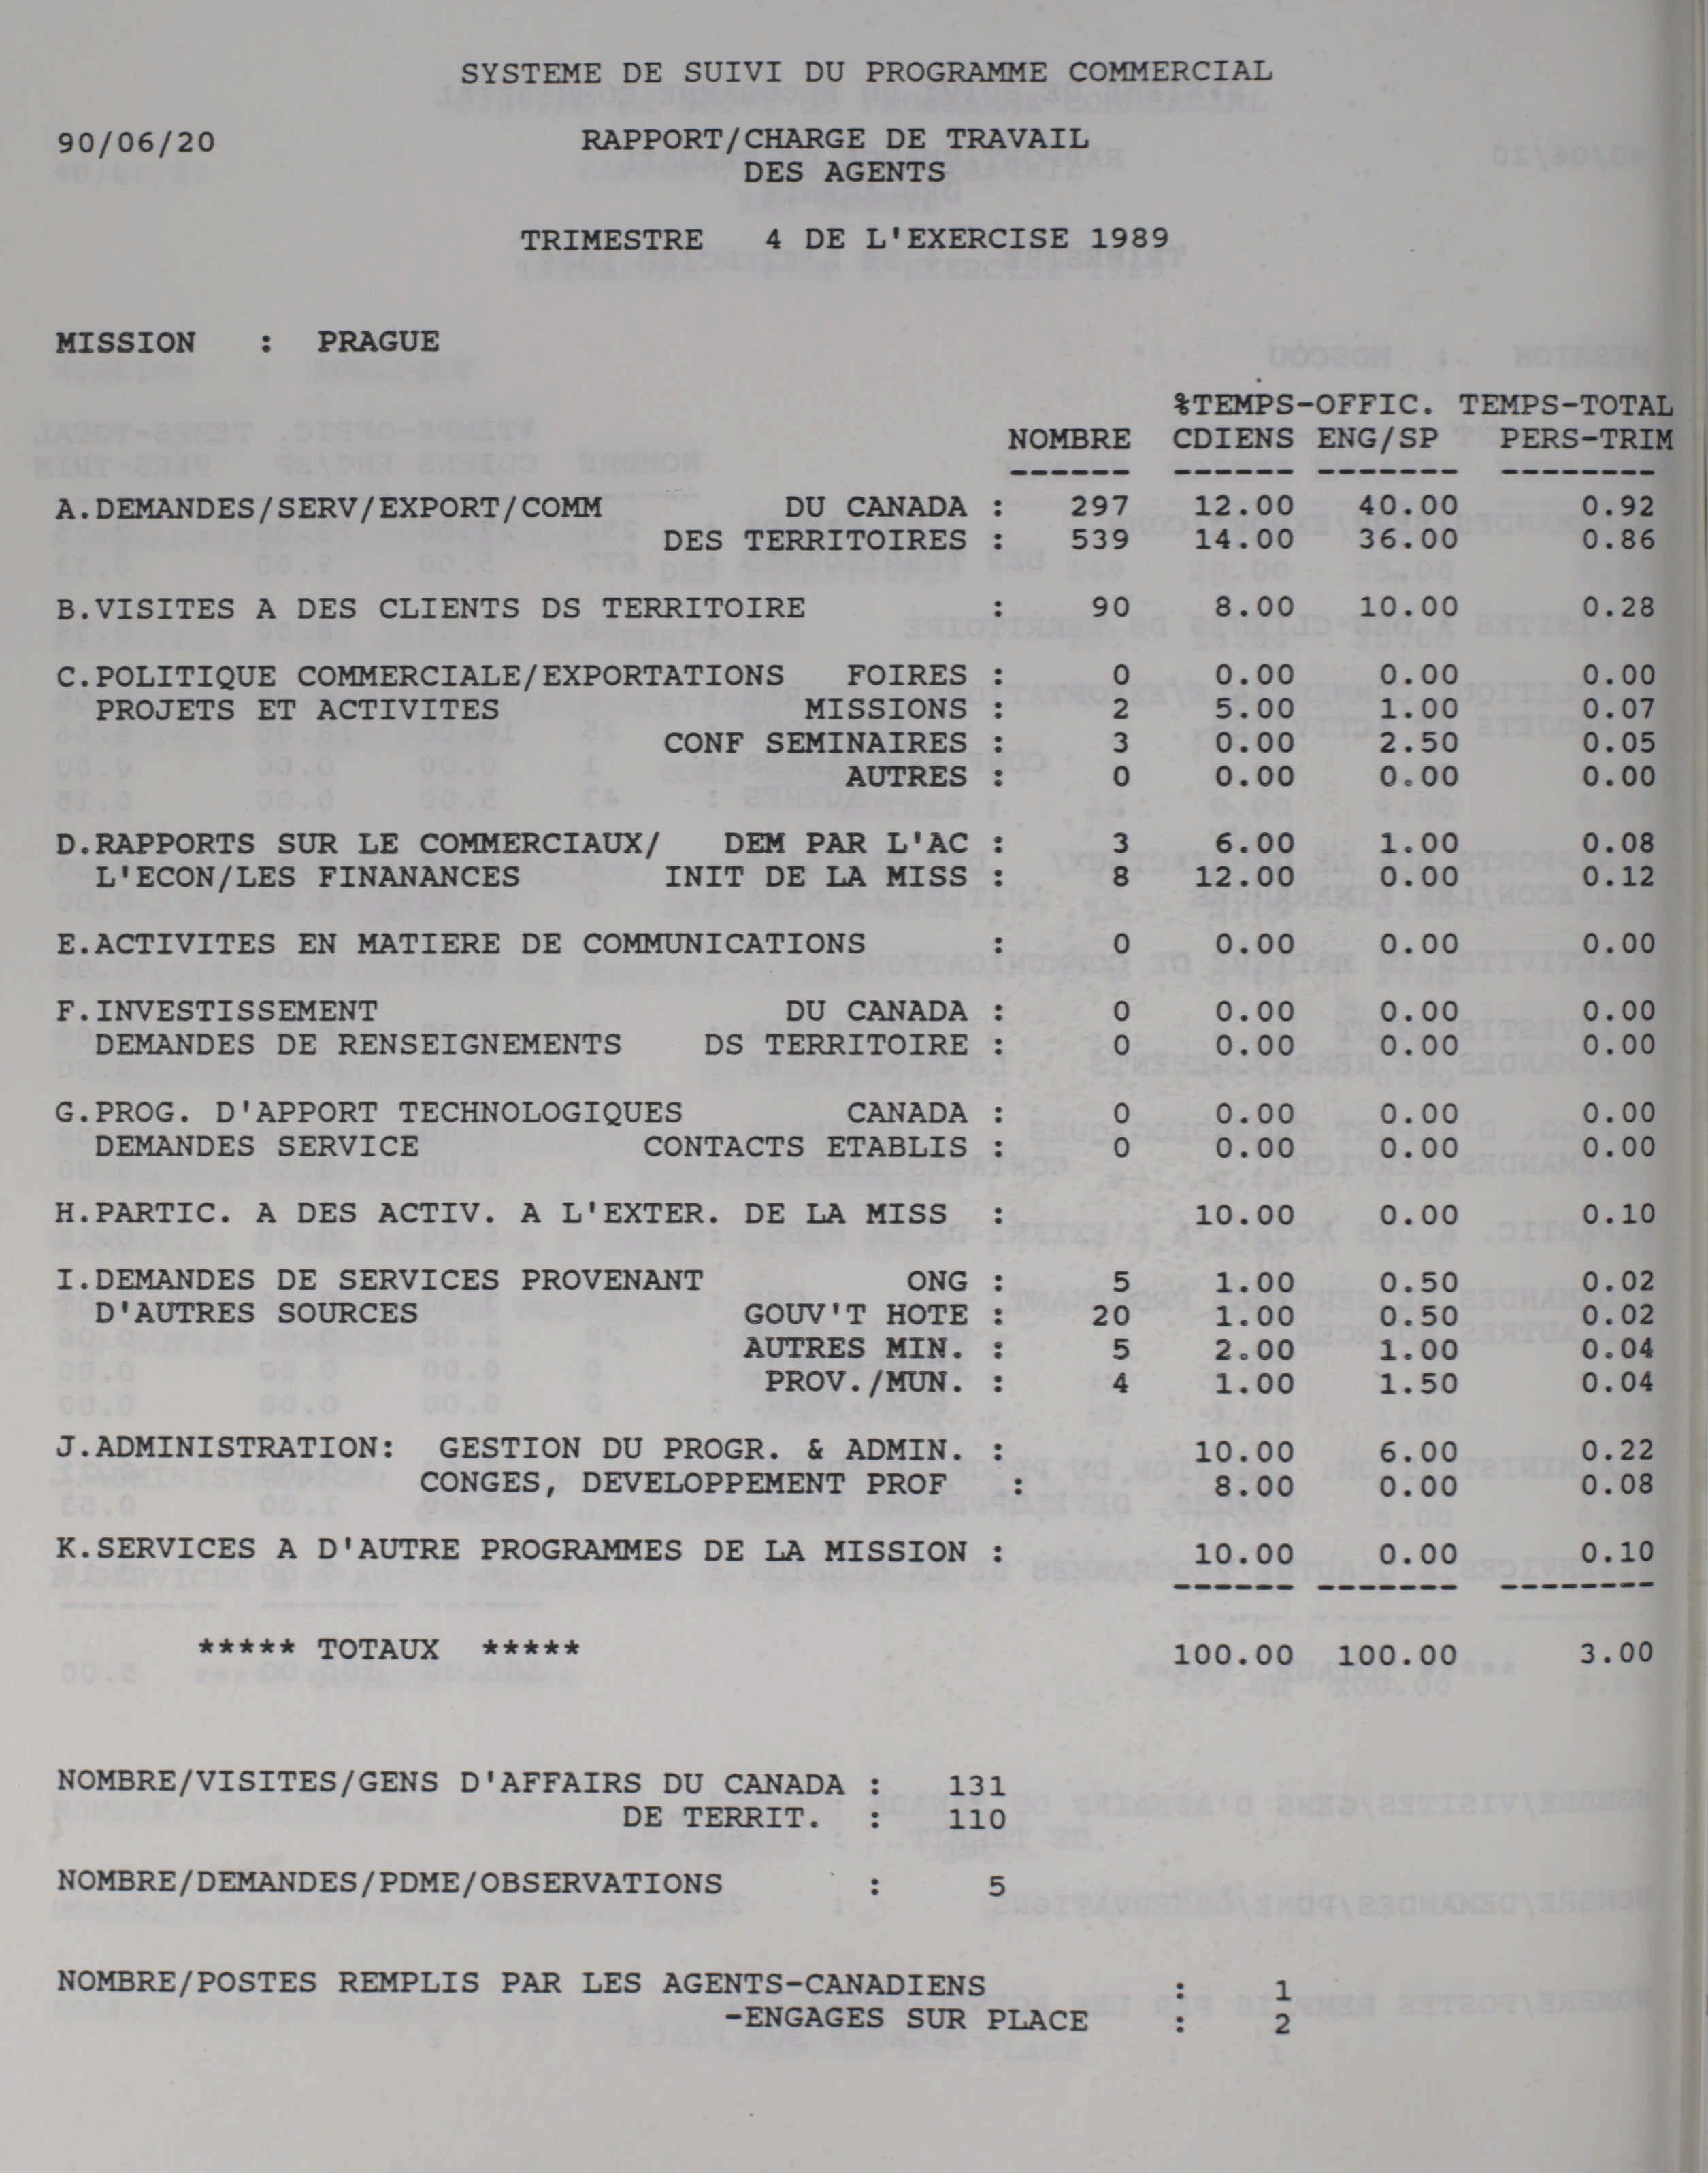 SYSTEME DE SUIVI DU PROGRAMME COMMERCIAL
90/06/20 RAPPORT/CHARGE DE TRAVAIL
DES AGENTS
TRIMESTRE 4 DE L'EXERCISE 1989
MISSION : PRAGUE
%TEMPS-OFFIC. TEMPS-TOTAL
NOMBRE CDIENS ENG/SP PERS-TRIM
------ ------ ------- --------
A.DEMANDES/SERV/EXPORT/COMM DU CANADA : 297 12.00 40.00 0.92
DES TERRITOIRES : 539 14.00 36.00 0.86
B.VISITES A DES CLIENTS DS TERRITOIRE : 90 8.00 10.00 0.28
C.POLITIQUE COMMERCIALE/EXPORTATIONS FOIRES : 0 0.00 0.00 0.00
PROJETS ET ACTIVITES MISSIONS : 2 5.00 1.00 0.07
CONF SEMINAIRES : 3 0.00 2.50 0.05
AUTRES : 0 0.00 0.00 0.00
D.RAPPORTS SUR LE COMMERCIAUX/ DEM PAR L'AC : 3 6.00 1.00 0.08
L'ECON/LES FINANANCES INIT DE LA MISS : 8 12.00 0.00 0.12
E.ACTIVITES EN MATIERE DE COMMUNICATIONS : 0 0.00 0.00 0.00
F.INVESTISSEMENT DU CANADA : 0 0.00 0.00 0.00
DEMANDES DE RENSEIGNEMENTS DS TERRITOIRE : 0 0.00 0.00 0.00
G.PROG. D'APPORT TECHNOLOGIQUES CANADA : 0 0.00 0.00 0.00
DEMANDES SERVICE CONTACTS ETABLIS : 0 0.00 0.00 0.00
H.PARTIC. A DES ACTIV. A L'EXTER. DE LA MISS : 10.00 0.00 0.10
I.DEMANDES DE SERVICES PROVENANT ONG : 5 1.00 0.50 0.02
D'AUTRES SOURCES GOUV'T HOTE : 20 1.00 0.50 0.02
AUTRES MIN. : 5 2.00 1.00 0.04
PROV./MUN. : 4 1.00 1.50 0.04
J.ADMINISTRATION: GESTION DU PROGR. & ADMIN. : 10.00 6.00 0.22
CONGES, DEVELOPPEMENT PROF : 8.00 0.00 0.08
K.SERVICES A D'AUTRE PROGRAMMES DE LA MISSION : 10.00 0.00 0.10
------ ------- --------
***** TOTAUX ***** 100.00 100.00 3.00
NOMBRE/VISITES/GENS D'AFFAIRS DU CANADA : 131
DE TERRIT. : 110
NOMBRE/DEMANDES/PDME/OBSERVATIONS : 5
NOMBRE/POSTES REMPLIS PAR LES AGENTS-CANADIENS : 1
-ENGAGES SUR PLACE : 2